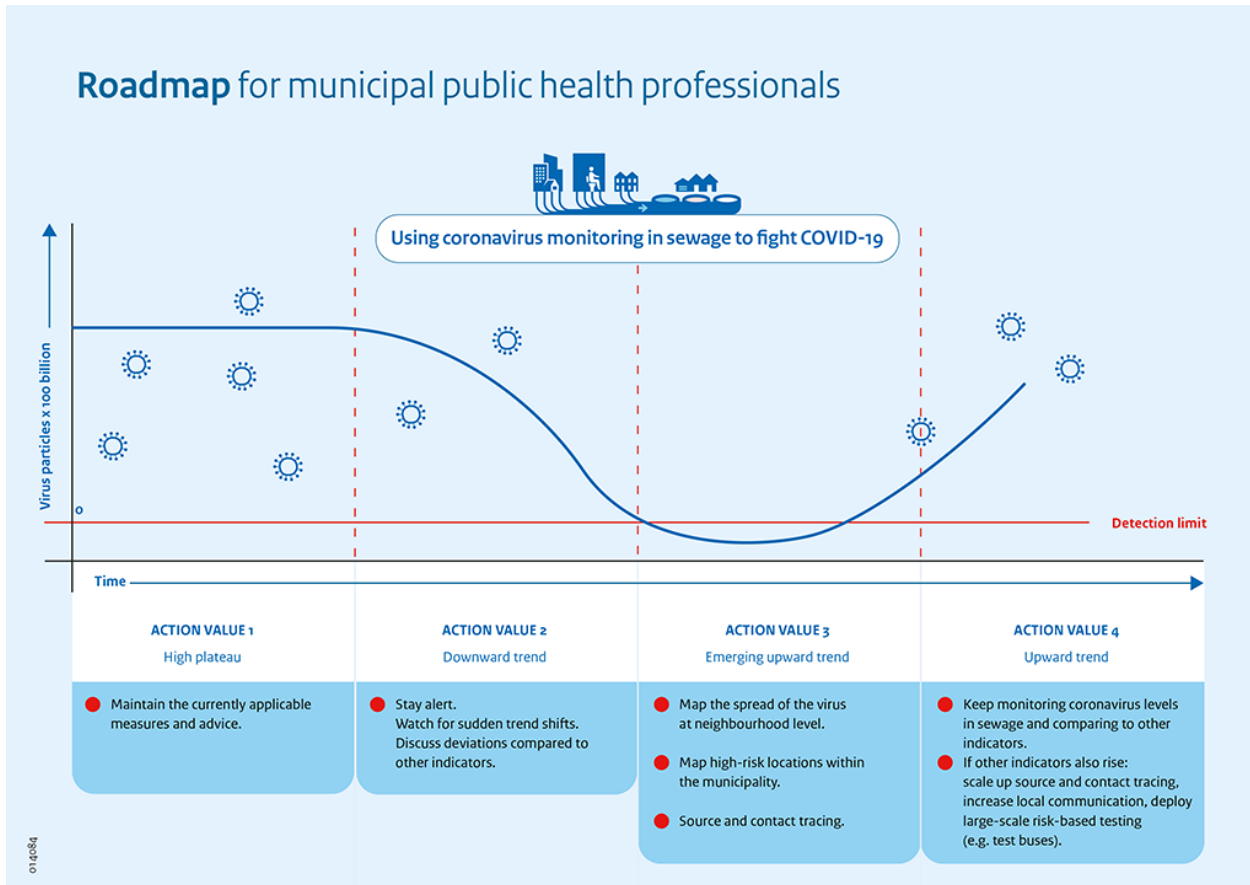 Roadmap for municipal public health professionals
Using coronavirus monitoring in sewage to fight COVID-19
Virus particles x 100 billion
0
Detection limit
Time
ACTION VALUE 1
High plateau
Maintain the currently applicable
measures and advice.
ACTION VALUE 2
Downward trend
Stay alert.
Watch for sudden trend shifts.
Discuss deviations compared to
other indicators.
ACTION VALUE 3
Emerging upward trend
Map the spread of the virus
at neighbourhood level.
Map high-risk locations within
the municipality.
Source and contact tracing.
ACTION VALUE 4
Upward trend
Keep monitoring coronavirus levels
in sewage and comparing to other
indicators.
If other indicators also rise:
scale up source and contact tracing,
increase local communication, deploy
large-scale risk-based testing
(e.g. test buses).
014084